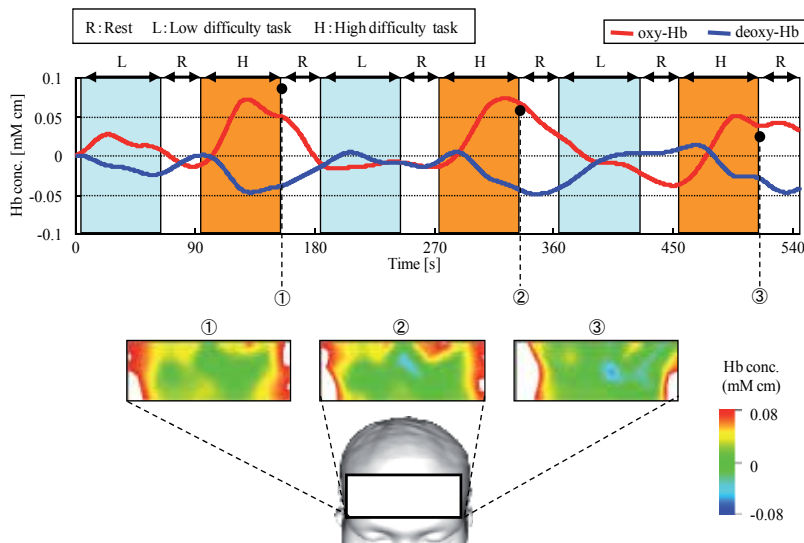 R: Rest L: Low difficulty task H: High difficulty task
oxy-Hb deoxy-Hb
L R H R L R H R L R H R
Hb conc. [mM cm]
0.1
0.05
0
-0.05
-0.1
0 90 180 270 360 450 540
Time [s]
① ② ③
① ② ③
Hb conc.
(mM cm)
0.08
0
-0.08